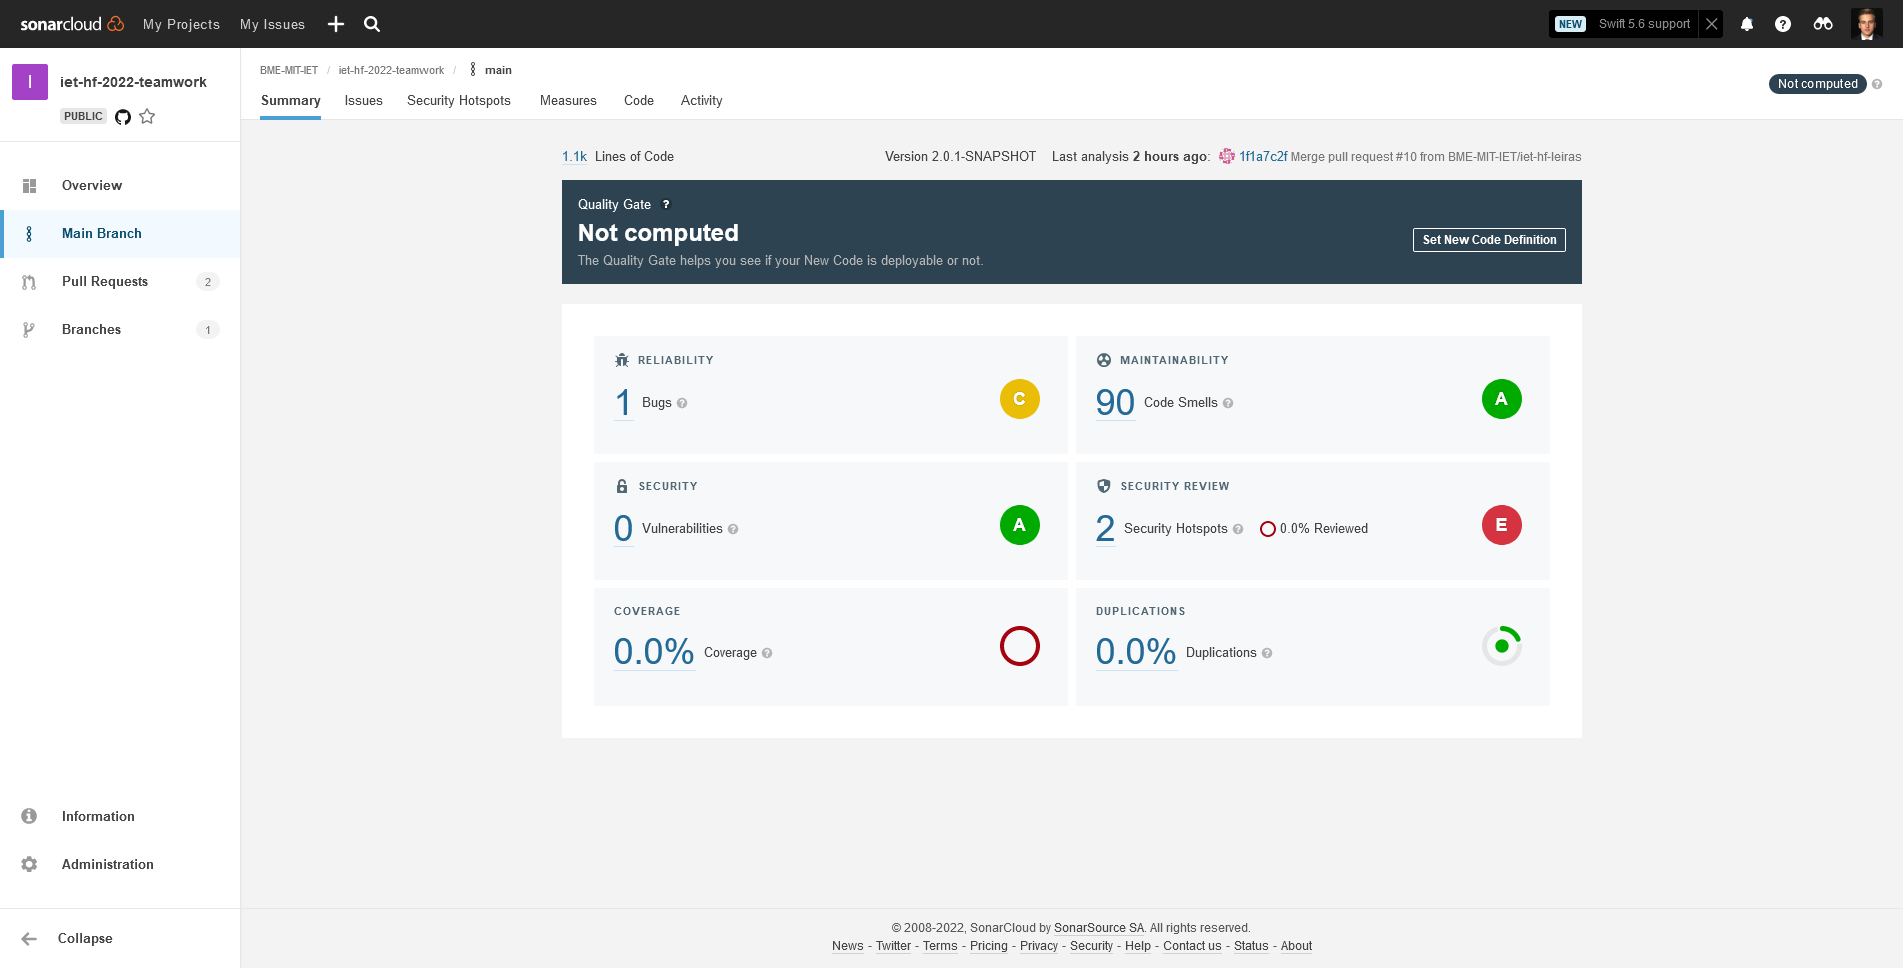 sonarcloud My Projects My Issues NEW Swift 5.6 support
I iet-hf-2022-teamwork
PUBLIC
Overview
Main Branch
Pull Requests 2
Branches 1
Information
Administration
Collapse
BME-MIT-IET / iet-hf-2022-teamwork / main
Summary Issues Security Hotspots Measures Code Activity
Not computed
1.1k Lines of Code Version 2.0.1-SNAPSHOT Last analysis 2 hours ago: 1f1a7c2f Merge pull request #10 from BME-MIT-IET/iet-hf-leiras
Quality Gate ?
Not computed
The Quality Gate helps you see if your New Code is deployable or not.
Set New Code Definition
RELIABILITY
1 Bugs ? C
MAINTAINABILITY
90 Code Smells ? A
SECURITY
0 Vulnerabilities ? A
SECURITY REVIEW
2 Security Hotspots ? 0.0% Reviewed E
COVERAGE
0.0% Coverage ?
DUPLICATIONS
0.0% Duplications ?
© 2008-2022, SonarCloud by SonarSource SA. All rights reserved.
News - Twitter - Terms - Pricing - Privacy - Security - Help - Contact us - Status - About